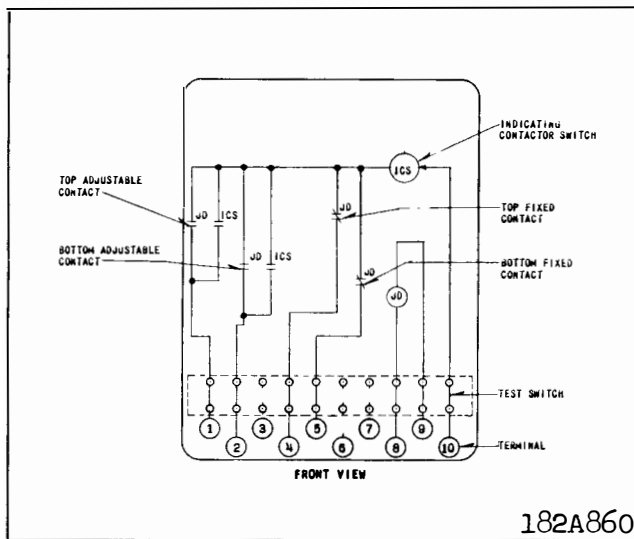 INDICATING
CONTACTOR SWITCH
ICS
TOP ADJUSTABLE
CONTACT
JD
ICS
JD
TOP FIXED
CONTACT
BOTTOM ADJUSTABLE
CONTACT
JD
ICS
JD
BOTTOM FIXED
CONTACT
JD
TEST SWITCH
1
2
3
4
5
6
7
8
9
10
TERMINAL
FRONT VIEW
182A860